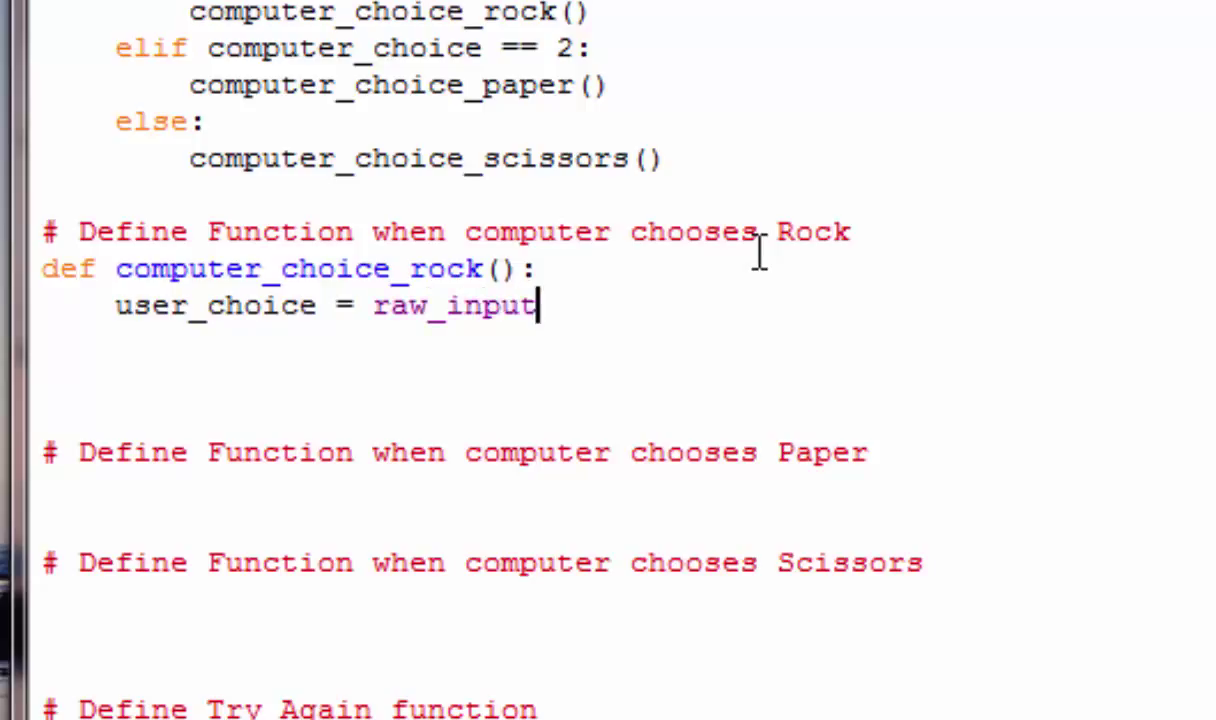 computer_choice_rock()
elif computer_choice == 2:
computer_choice_paper()
else:
computer_choice_scissors()
# Define Function when computer chooses Rock
def computer_choice_rock():
user_choice = raw_input
# Define Function when computer chooses Paper
# Define Function when computer chooses Scissors
# Define Try Again function